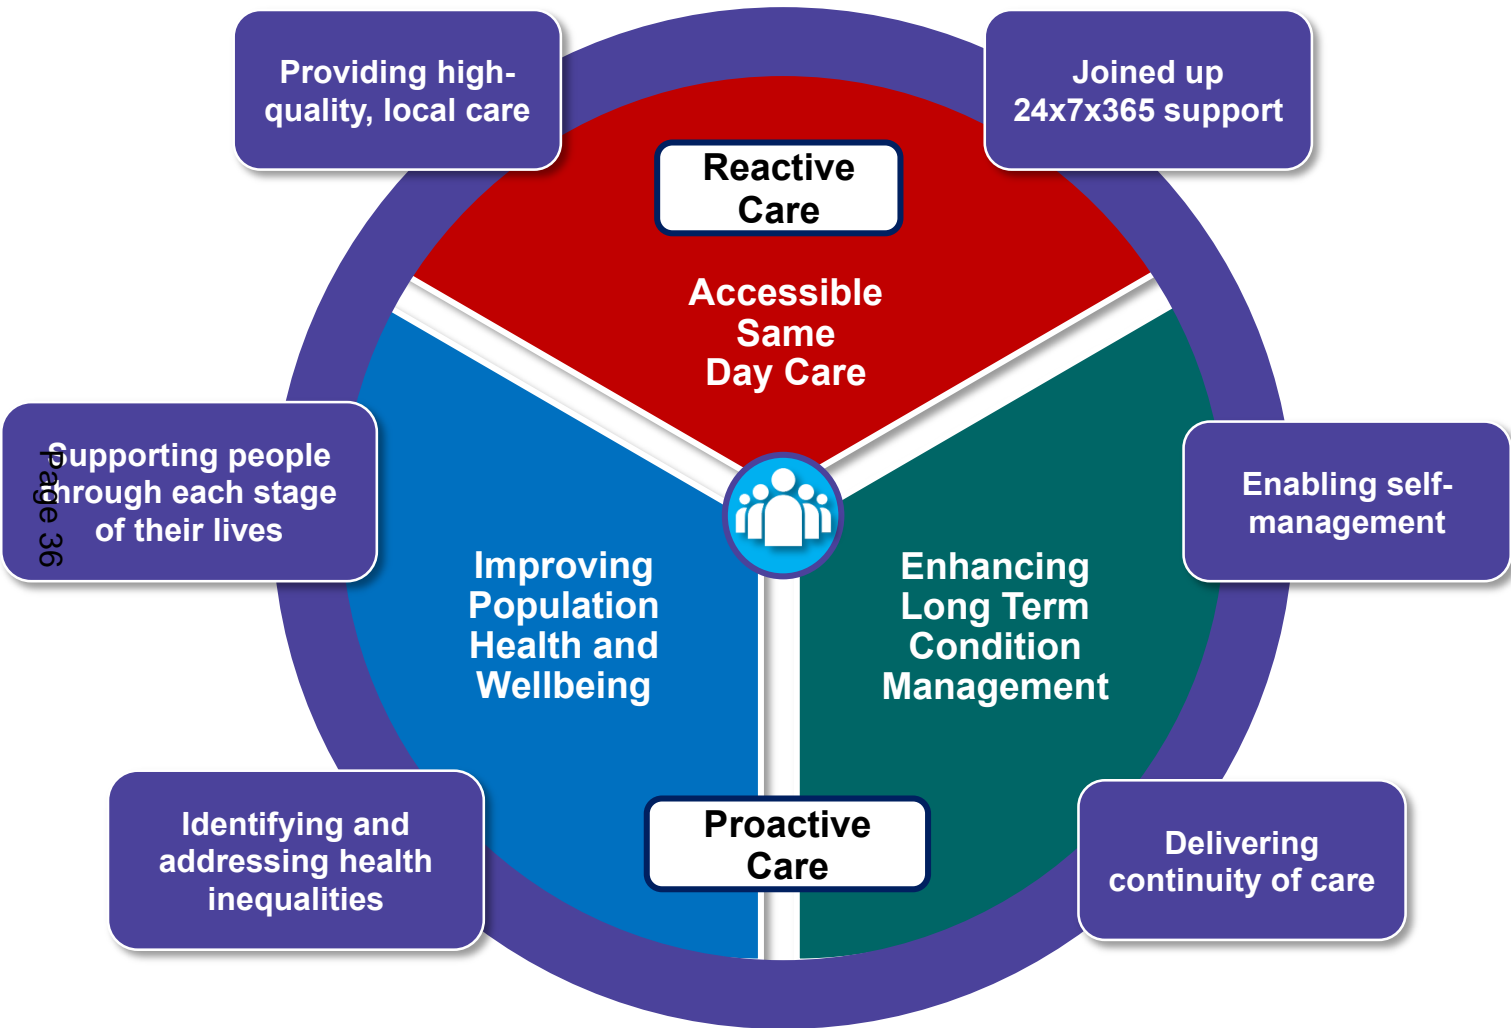 Providing high-
quality, local care
Joined up
24x7x365 support
Reactive
Care
Accessible
Same
Day Care
Supporting people
through each stage
of their lives
Page 36
Enabling self-
management
Improving
Population
Health and
Wellbeing
Enhancing
Long Term
Condition
Management
Identifying and
addressing health
inequalities
Proactive
Care
Delivering
continuity of care